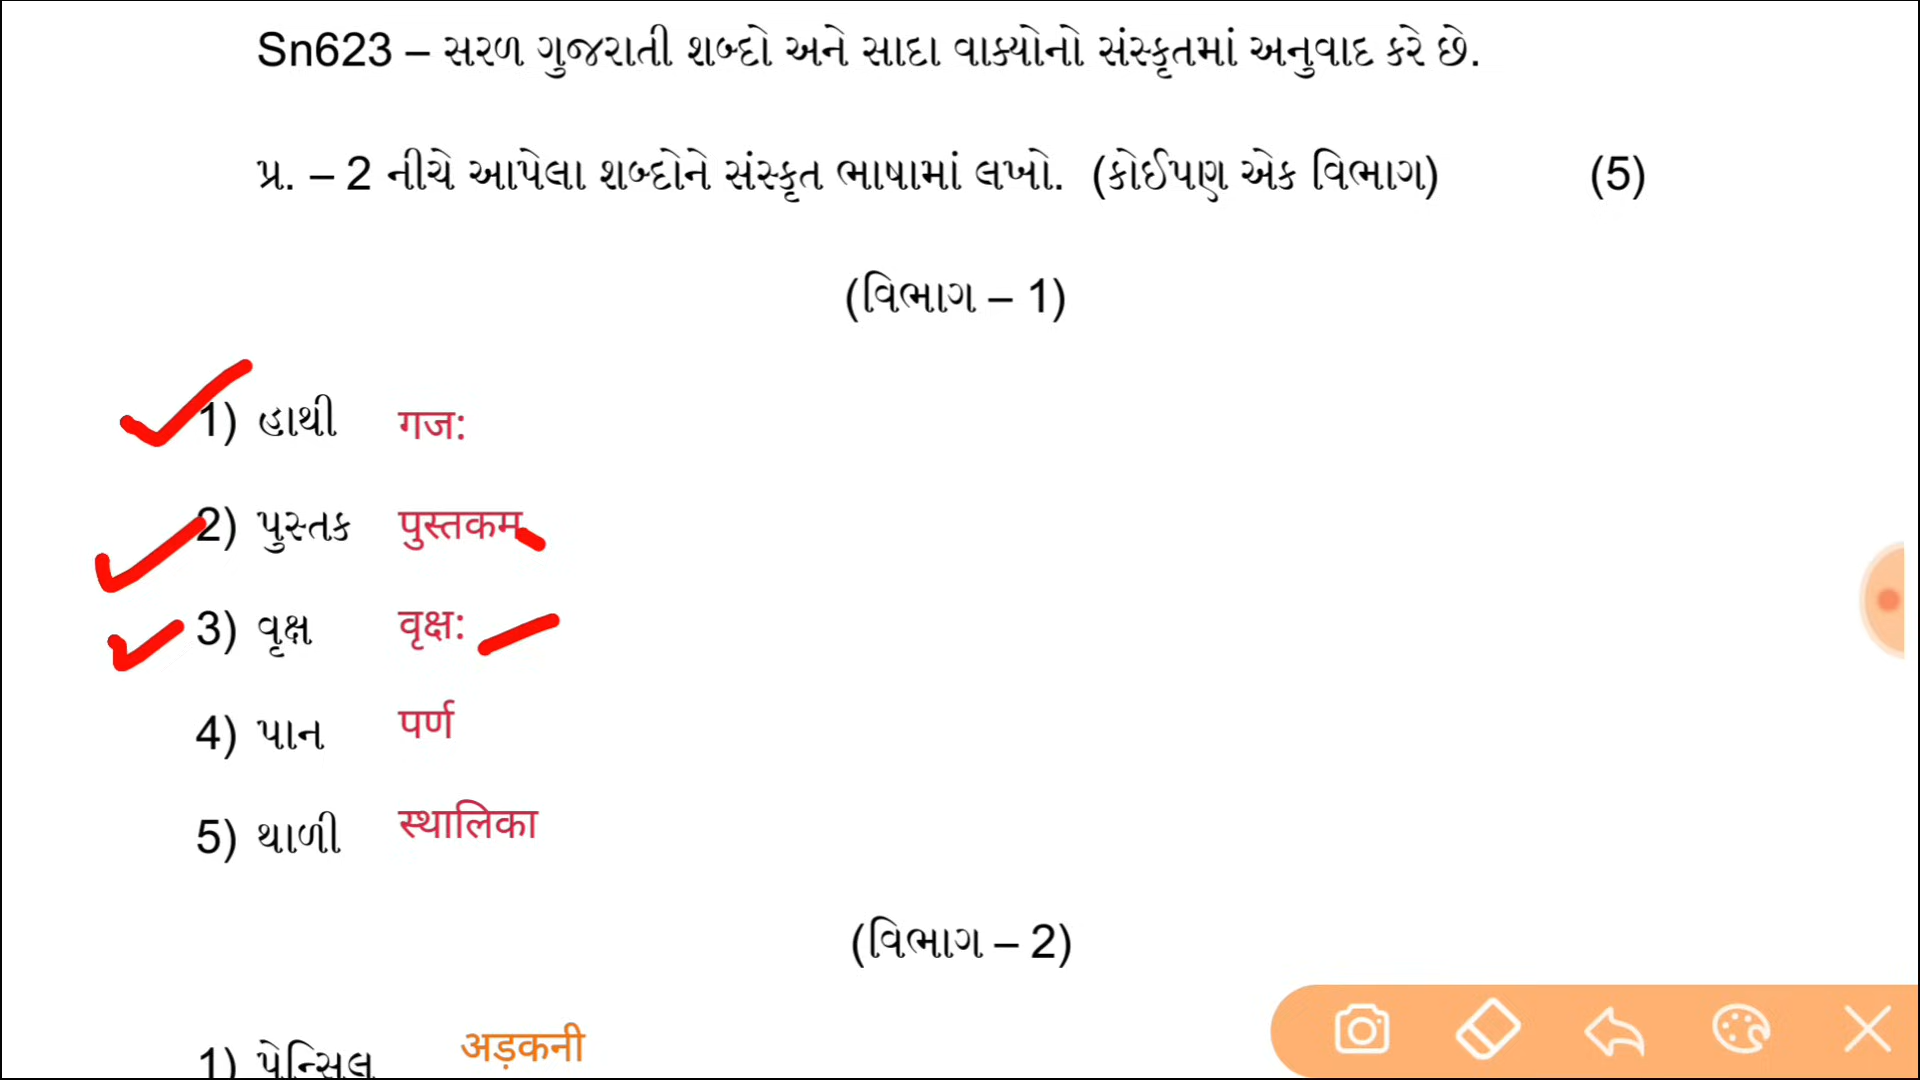 Sn623 – સરળ ગુજરાતી શબ્દો અને સાદા વાક્યોનો સંસ્કૃતમાં અનુવાદ કરે છે.
પ્ર. – 2 નીચે આપેલા શબ્દોને સંસ્કૃત ભાષામાં લખો. (કોઈપણ એક વિભાગ) (5)
(વિભાગ – 1)
1) હાથી गज:
2) પુસ્તક पुस्तकम
3) વૃક્ષ वृक्ष:
4) પાન पर्ण
5) થાળી स्थालिका
(વિભાગ – 2)
1) પેન્સિલ अड़कनी